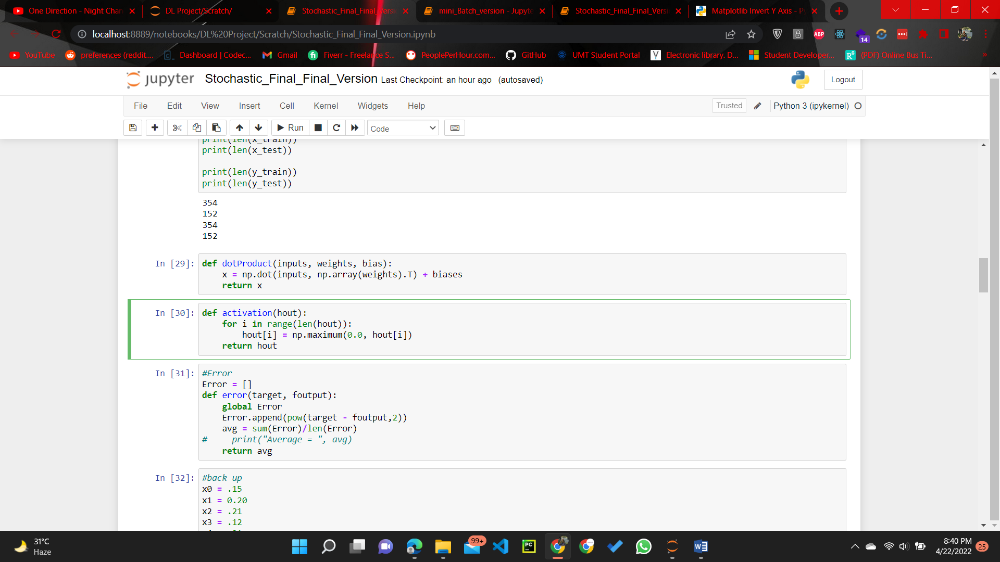 One Direction - Night Chan
DL Project/Scratch/
Stochastic_Final_Final_Versio
mini_Batch_version - Jupyte
Stochastic_Final_Final_Versio
Matplotlib Invert Y Axis - Py
localhost:8889/notebooks/DL%20Project/Scratch/Stochastic_Final_Final_Version.ipynb
ABP
14
YouTube
preferences (reddit....
Dashboard | Codec...
Gmail
Fiverr - Freelance S...
PeoplePerHour.com...
GitHub
UMT Student Portal
Electronic library. D...
Student Developer...
(PDF) Online Bus Ti...
jupyter Stochastic_Final_Final_Version Last Checkpoint: an hour ago (autosaved)
Logout
File Edit View Insert Cell Kernel Widgets Help
Trusted
Python 3 (ipykernel)
Run
Code
print(len(x_train))
print(len(x_test))
print(len(y_train))
print(len(y_test))
354
152
354
152
In [29]: def dotProduct(inputs, weights, bias):
x = np.dot(inputs, np.array(weights).T) + biases
return x
In [30]: def activation(hout):
for i in range(len(hout)):
hout[i] = np.maximum(0.0, hout[i])
return hout
In [31]: #Error
Error = []
def error(target, foutput):
global Error
Error.append(pow(target - foutput,2))
avg = sum(Error)/len(Error)
# print("Average = ", avg)
return avg
In [32]: #back up
x0 = .15
x1 = 0.20
x2 = .21
x3 = .12
31°C
Haze
99+
PC
8:40 PM
4/22/2022
25